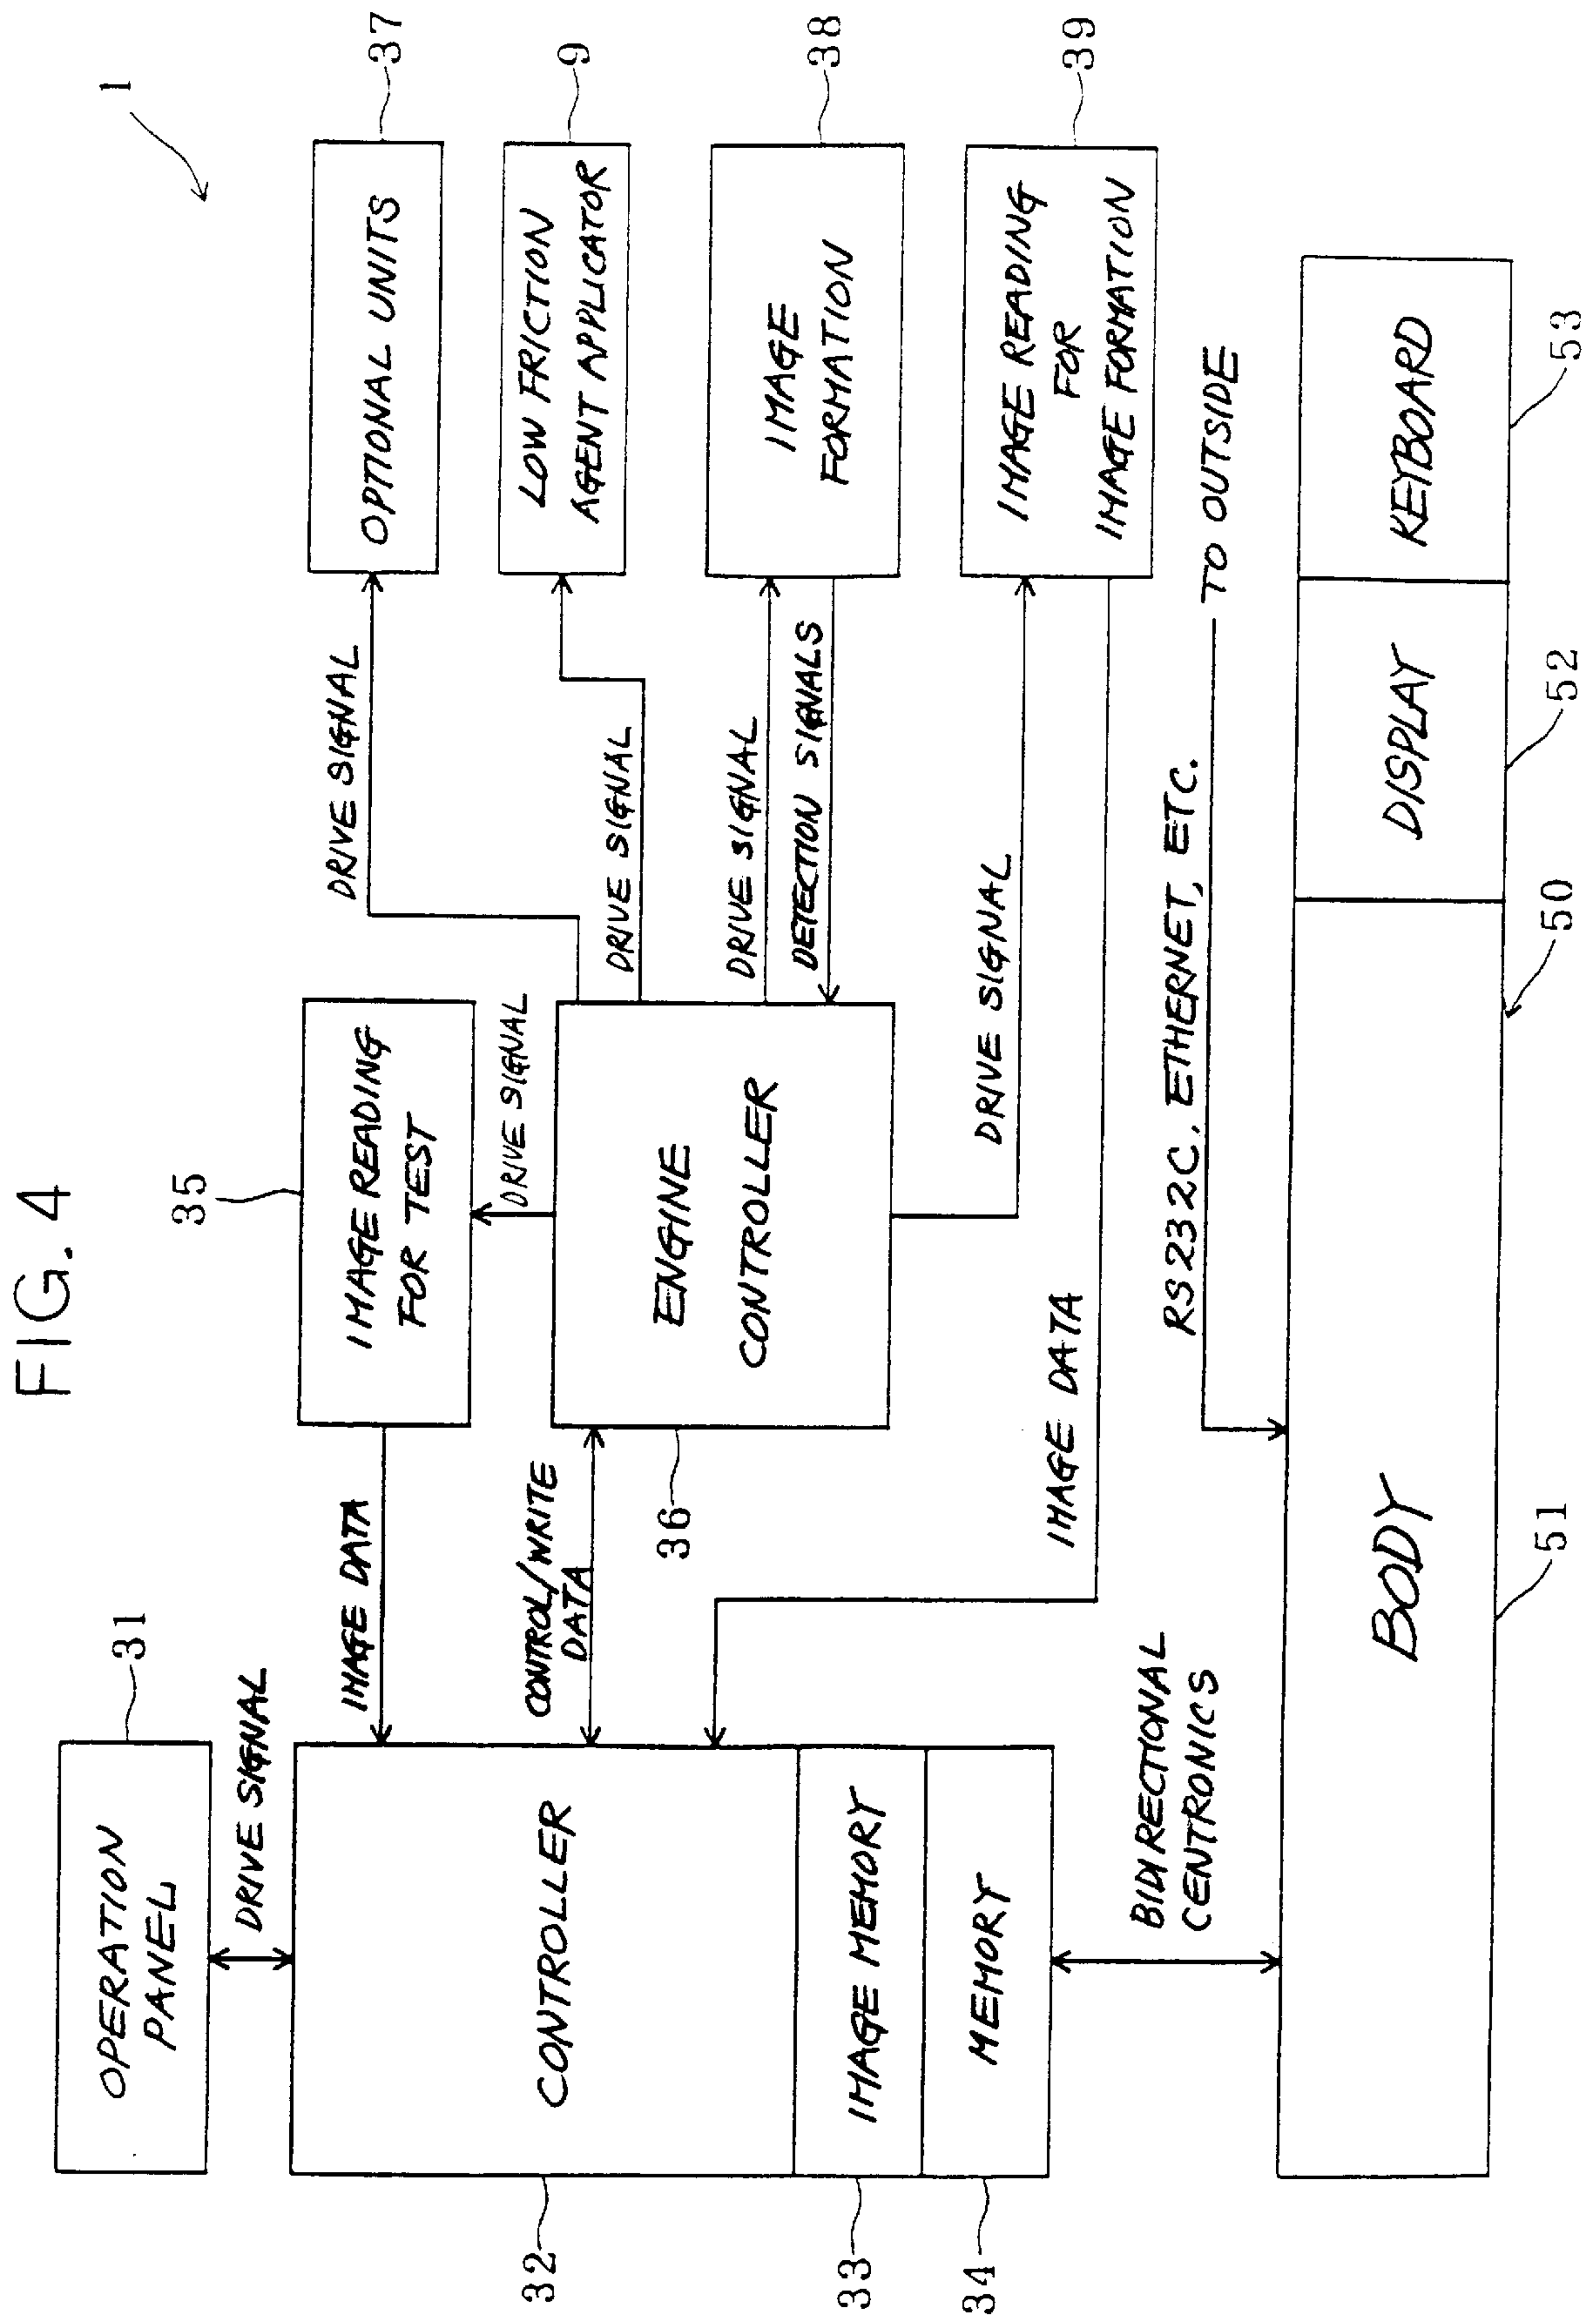 FIG. 4
1
OPERATION
PANEL
31
DRIVE SIGNAL
CONTROLLER
32
IMAGE MEMORY
33
MEMORY
34
IMAGE DATA
CONTROL/WRITE
DATA
IMAGE READING
FOR TEST
35
DRIVE SIGNAL
ENGINE
CONTROLLER
36
DRIVE SIGNAL
OPTIONAL UNITS
37
DRIVE SIGNAL
LOW FRICTION
AGENT APPLICATOR
9
DRIVE SIGNAL
DETECTION SIGNALS
IMAGE
FORMATION
38
DRIVE SIGNAL
IMAGE READING
FOR
IMAGE FORMATION
39
IMAGE DATA
BIDIRECTIONAL
CENTRONICS
RS232C, ETHERNET, ETC.
TO OUTSIDE
BODY
51
50
DISPLAY
52
KEYBOARD
53